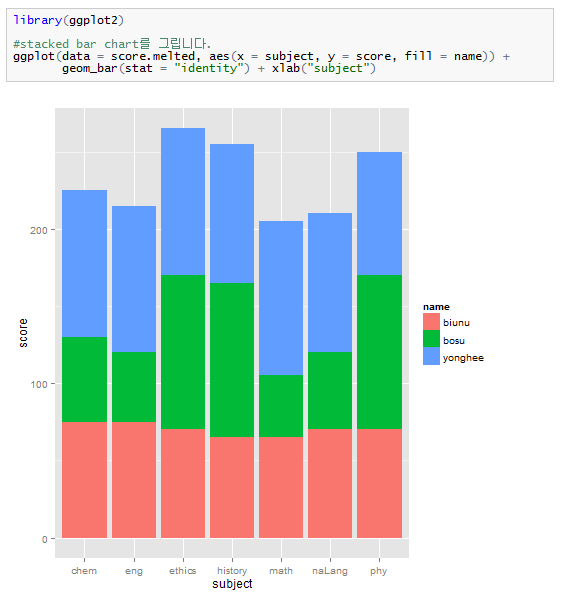 library(ggplot2)
#stacked bar chart를 그립니다.
ggplot(data = score.melted, aes(x = subject, y = score, fill = name)) +
geom_bar(stat = "identity") + xlab("subject")
200
100
0
score
chem eng ethics history math naLang phy
subject
name
biunu
bosu
yonghee